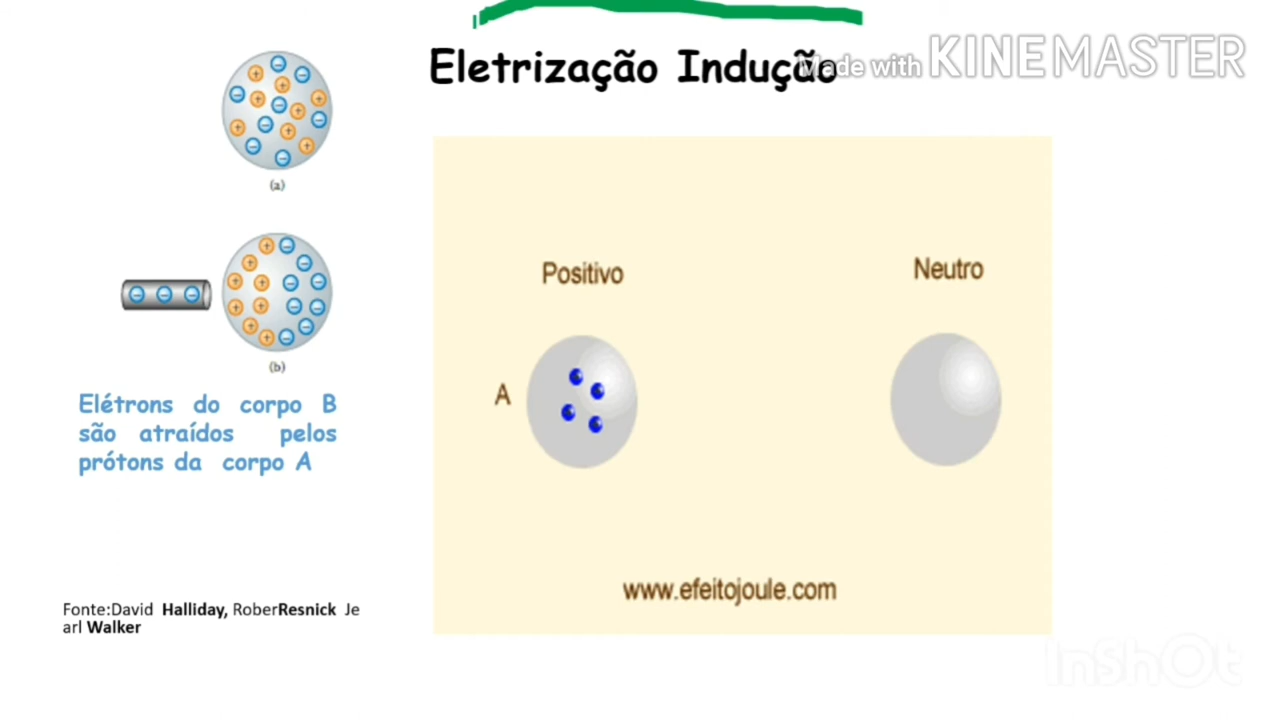 Eletrização Indução
Made with KINEMASTER
(a)
(b)
Elétrons do corpo B
são atraídos pelos
prótons da corpo A
Fonte:David Halliday, RoberResnick Je
arl Walker
Positivo
Neutro
A
www.efeitojoule.com
InShOt